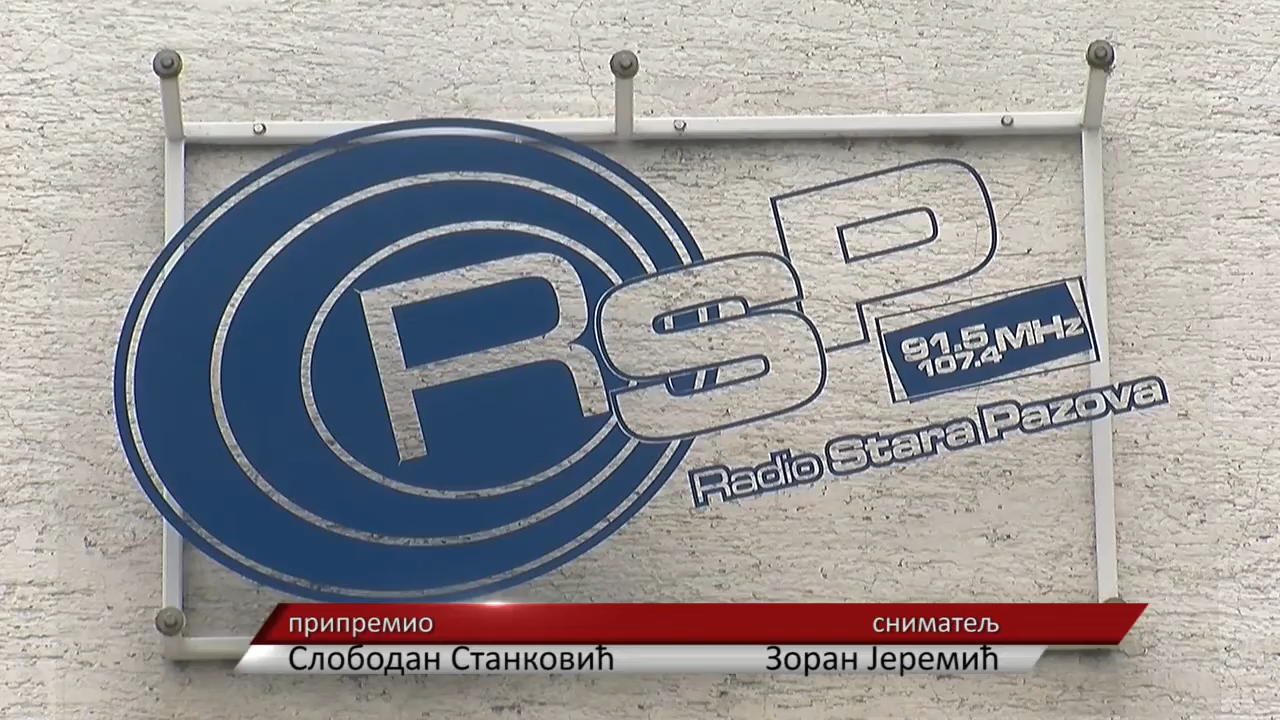 RSP
91.5 MHz
107.4
Radio Stara Pazova
припремио сниматељ
Слободан Станковић Зоран Јеремић